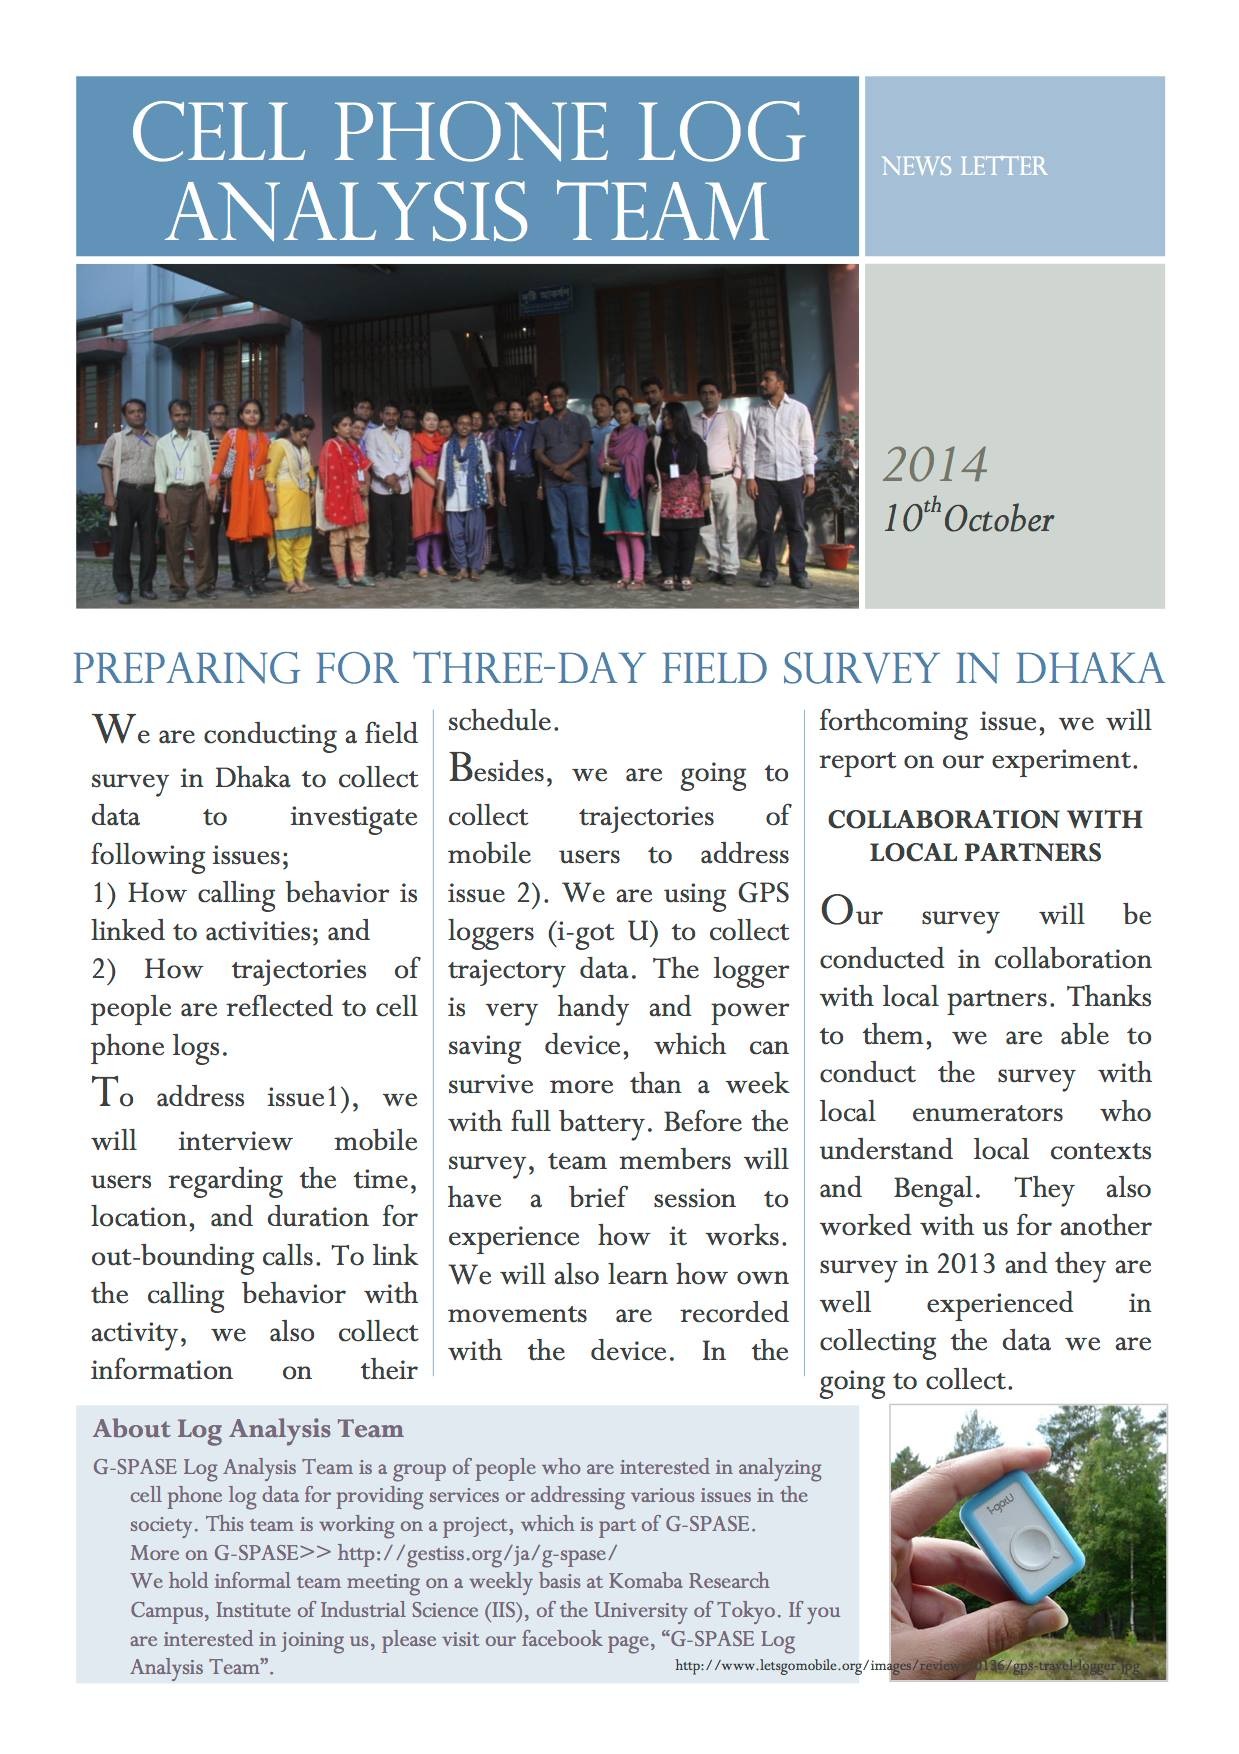 CELL PHONE LOG
ANALYSIS TEAM
NEWS LETTER
2014
10th October
PREPARING FOR THREE-DAY FIELD SURVEY IN DHAKA
We are conducting a field
survey in Dhaka to collect
data to investigate
following issues;
1) How calling behavior is
linked to activities; and
2) How trajectories of
people are reflected to cell
phone logs.
To address issue1), we
will interview mobile
users regarding the time,
location, and duration for
out-bounding calls. To link
the calling behavior with
activity, we also collect
information on their
schedule.
Besides, we are going to
collect trajectories of
mobile users to address
issue 2). We are using GPS
loggers (i-got U) to collect
trajectory data. The logger
is very handy and power
saving device, which can
survive more than a week
with full battery. Before the
survey, team members will
have a brief session to
experience how it works.
We will also learn how own
movements are recorded
with the device. In the
forthcoming issue, we will
report on our experiment.
COLLABORATION WITH
LOCAL PARTNERS
Our survey will be
conducted in collaboration
with local partners. Thanks
to them, we are able to
conduct the survey with
local enumerators who
understand local contexts
and Bengal. They also
worked with us for another
survey in 2013 and they are
well experienced in
collecting the data we are
going to collect.
About Log Analysis Team
G-SPASE Log Analysis Team is a group of people who are interested in analyzing
cell phone log data for providing services or addressing various issues in the
society. This team is working on a project, which is part of G-SPASE.
More on G-SPASE>> http://gestiss.org/ja/g-spase/
We hold informal team meeting on a weekly basis at Komaba Research
Campus, Institute of Industrial Science (IIS), of the University of Tokyo. If you
are interested in joining us, please visit our facebook page, “G-SPASE Log
Analysis Team”.
i-gotU